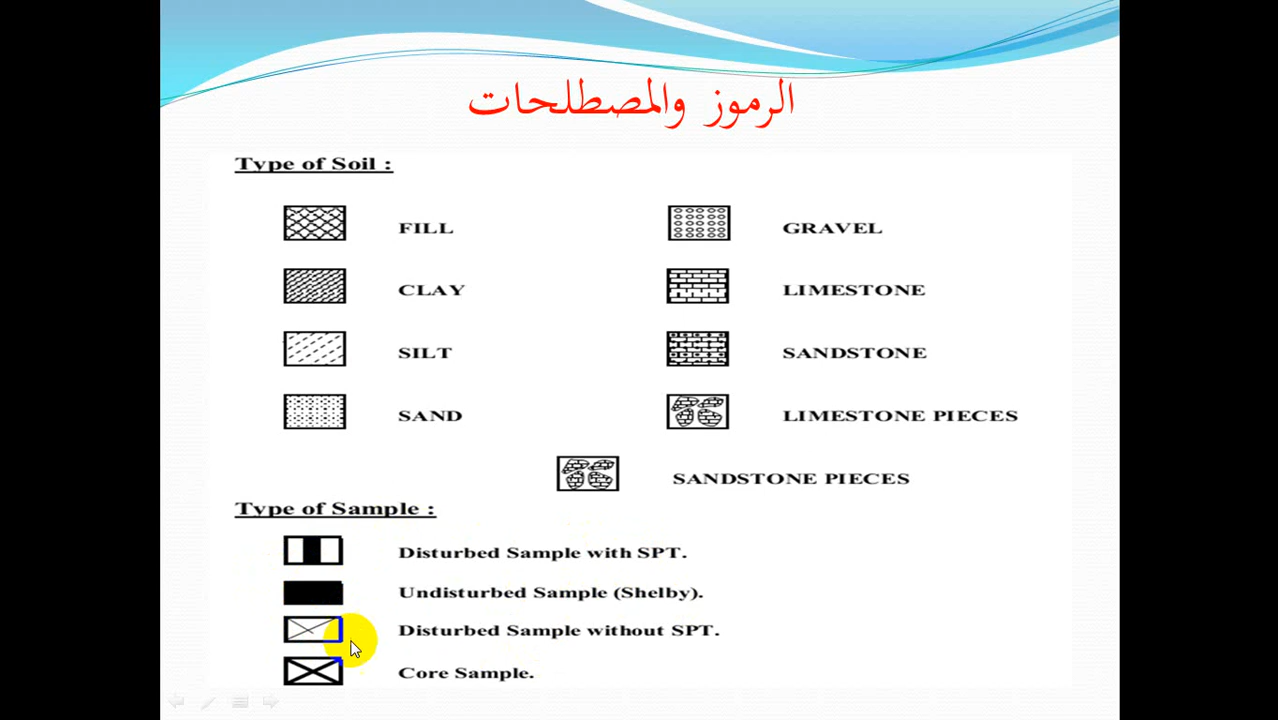 الرموز والمصطلحات
Type of Soil :
FILL GRAVEL
CLAY LIMESTONE
SILT SANDSTONE
SAND LIMESTONE PIECES
SANDSTONE PIECES
Type of Sample :
Disturbed Sample with SPT.
Undisturbed Sample (Shelby).
Disturbed Sample without SPT.
Core Sample.